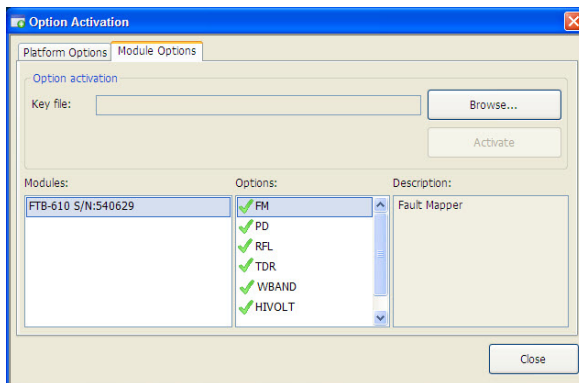 Option Activation
Platform Options Module Options
Option activation
Key file: Browse...
Activate
Modules: Options: Description:
FTB-610 S/N:540629 FM Fault Mapper
PD
RFL
TDR
WBAND
HIVOLT
Close